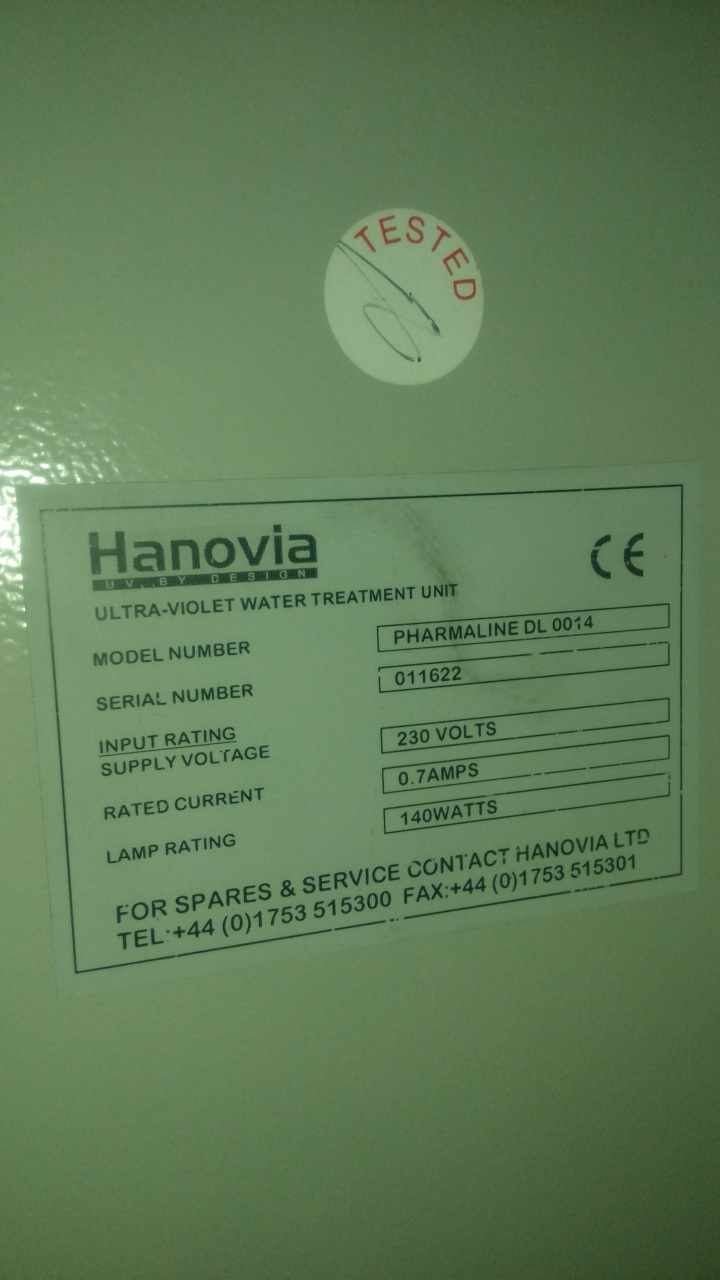 TESTED
Hanovia
UV. BY DESIGN
CE
ULTRA-VIOLET WATER TREATMENT UNIT
MODEL NUMBER PHARMALINE DL 0014
SERIAL NUMBER 011622
INPUT RATING
SUPPLY VOLTAGE 230 VOLTS
RATED CURRENT 0.7AMPS
LAMP RATING 140WATTS
FOR SPARES & SERVICE CONTACT HANOVIA LTD
TEL:+44 (0)1753 515300 FAX:+44 (0)1753 515301